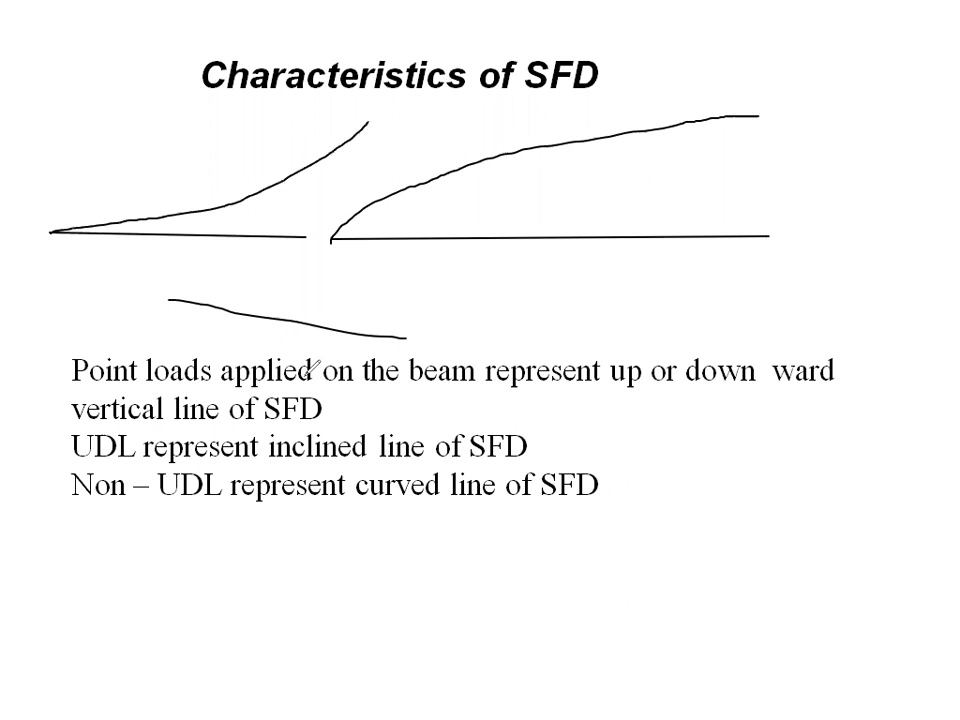 Characteristics of SFD
Point loads applied on the beam represent up or down ward
vertical line of SFD
UDL represent inclined line of SFD
Non – UDL represent curved line of SFD